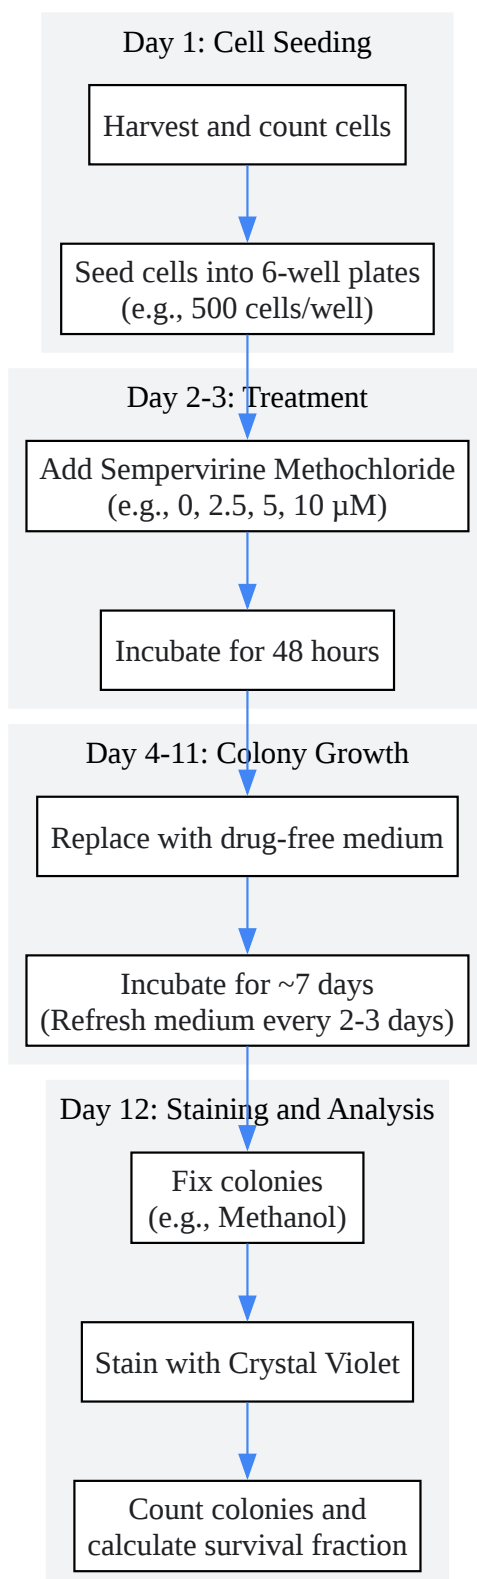 Day 1: Cell Seeding
Harvest and count cells
Seed cells into 6-well plates
(e.g., 500 cells/well)
Day 2-3: Treatment
Add Sempervirine Methochloride
(e.g., 0, 2.5, 5, 10 µM)
Incubate for 48 hours
Day 4-11: Colony Growth
Replace with drug-free medium
Incubate for ~7 days
(Refresh medium every 2-3 days)
Day 12: Staining and Analysis
Fix colonies
(e.g., Methanol)
Stain with Crystal Violet
Count colonies and
calculate survival fraction